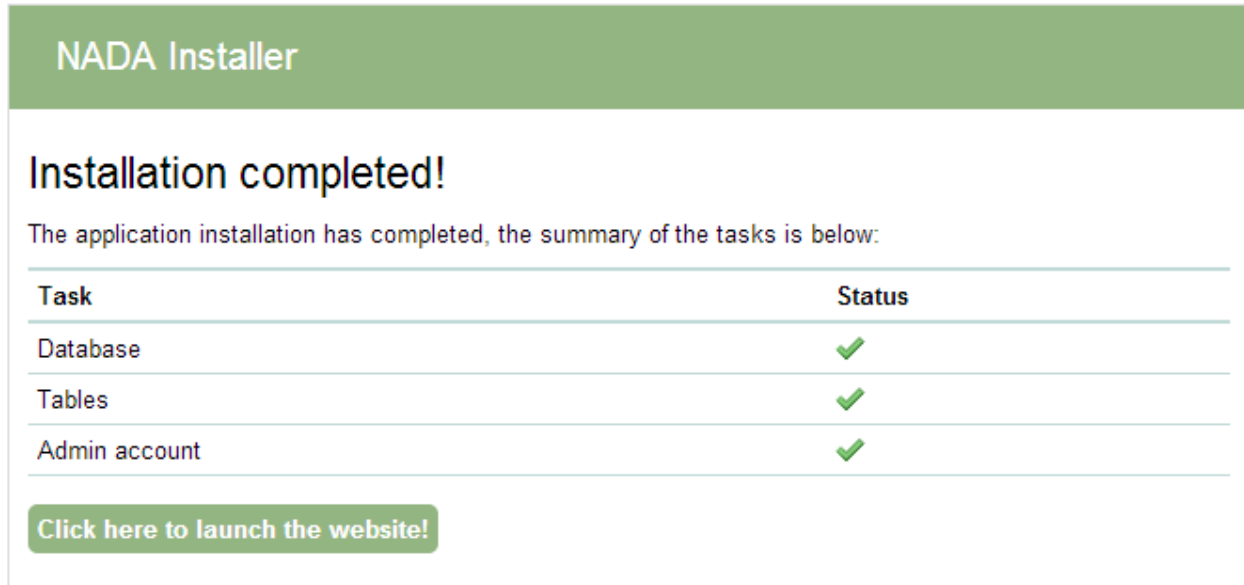 NADA Installer
Installation completed!
The application installation has completed, the summary of the tasks is below:
Task Status
Database
Tables
Admin account
Click here to launch the website!